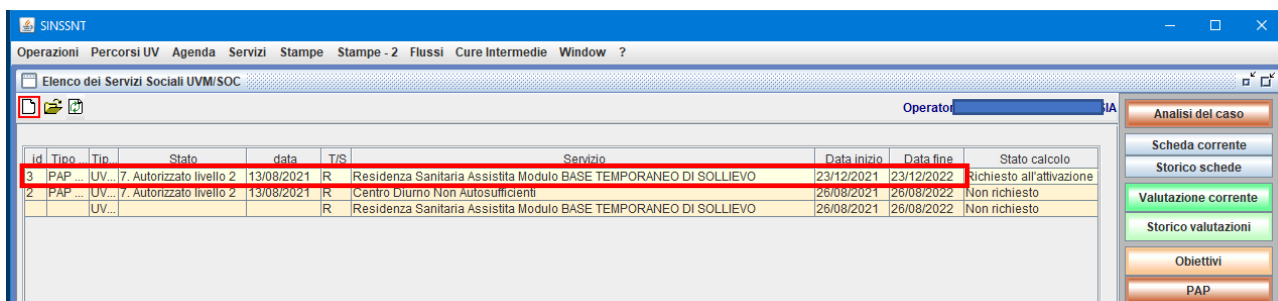 SINSSNT
Operazioni Percorsi UV Agenda Servizi Stampe Stampe - 2 Flussi Cure Intermedie Window ?
Elenco dei Servizi Sociali UVM/SOC
Operator IA
Analisi del caso
Scheda corrente
Storico schede
Valutazione corrente
Storico valutazioni
Obiettivi
PAP
id Tipo ... Tip... Stato data T/S Servizio Data inizio Data fine Stato calcolo
3 PAP ... UV... 7. Autorizzato livello 2 13/08/2021 R Residenza Sanitaria Assistita Modulo BASE TEMPORANEO DI SOLLIEVO 23/12/2021 23/12/2022 Richiesto all'attivazione
2 PAP ... UV... 7. Autorizzato livello 2 13/08/2021 R Centro Diurno Non Autosufficienti 26/08/2021 26/08/2022 Non richiesto
UV... R Residenza Sanitaria Assistita Modulo BASE TEMPORANEO DI SOLLIEVO 26/08/2021 26/08/2022 Non richiesto